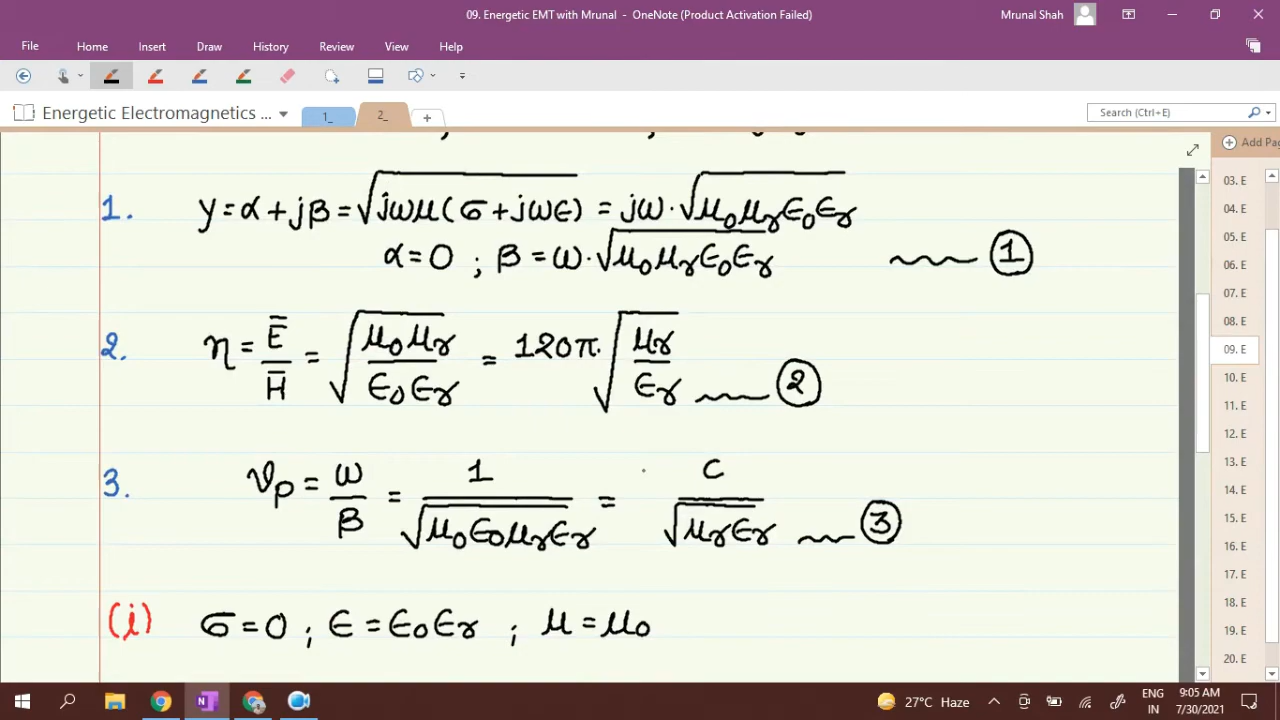 09. Energetic EMT with Mrunal - OneNote (Product Activation Failed)
Mrunal Shah
File Home Insert Draw History Review View Help
Energetic Electromagnetics ...
1_
2_
Search (Ctrl+E)
Add Pag
1. γ = α + jβ = √(jωμ(σ + jωϵ)) = jω · √(μ₀μᵣϵ₀ϵᵣ)
α = 0 ; β = ω · √(μ₀μᵣϵ₀ϵᵣ) ~~~ ①
2. η = Ē/H̄ = √(μ₀μᵣ/ϵ₀ϵᵣ) = 120π · √(μᵣ/ϵᵣ) ~~~ ②
3. 𝑣p = ω/β = 1/√(μ₀ϵ₀μᵣϵᵣ) = C/√(μᵣϵᵣ) ~~~ ③
(i) σ = 0 ; ϵ = ϵ₀ϵᵣ ; μ = μ₀
03. E
04. E
05. E
06. E
07. E
08. E
09. E
10. E
11. E
12. E
13. E
14. E
15. E
16. E
17. E
18. E
19. E
20. E
27°C Haze
ENG
IN
9:05 AM
7/30/2021